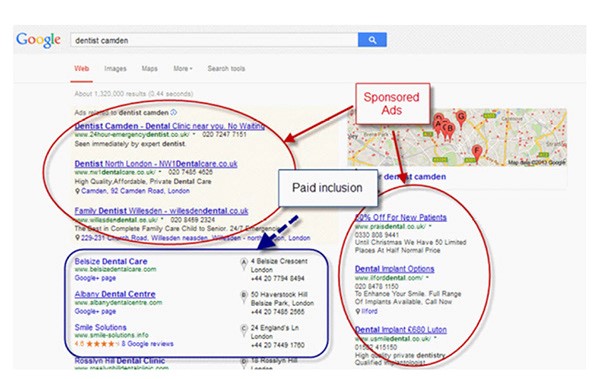 Google
dentist camden
Web Images Maps More Search tools
About 1,320,000 results (0.44 seconds)
Sponsored
Ads
Ads related to dentist camden
Dentist Camden - Dental Clinic near you, No Waiting
www.24hour-emergencydentist.co.uk/ 020 7247 7151
Seen immediately by expert dentist.
Dentist North London - NW1Dentalcare.co.uk
www.nw1dentalcare.co.uk/ 020 7485 4626
High Quality, Affordable, Private Dental Care
Camden, 92 Camden Road, London
Paid inclusion
Family Dentist Willesden - willesdendental.co.uk
www.willesdendental.co.uk/ 020 8459 2324
The Best in Complete Family Care Child to Senior. 24/7 Emergencies
229-231 Church Road, Willesden neasden, Willesden - north london, London
Belsize Dental Care
www.belsizedentalcare.com
Google+ page
A 4 Belsize Crescent
London
+44 20 7794 8494
Albany Dental Centre
www.albanydentalcentre.com
Google+ page
B 50 Haverstock Hill
Belsize Park, London
+44 20 7485 2565
Smile Solutions
www.smile-solutions.info
4.6 8 Google reviews
C 24 England's Ln
London
+44 20 7449 1760
Rosslyn Hill Dental Clinic
www.rosslynhilldentalclinic.com
D 18 Rosslyn Hill
London
Map data ©2013 Google
for dentist camden
50% Off For New Patients
www.praisdental.co.uk/
0330 808 9441
Until Christmas We Have 50 Limited
Places At Half Normal Price
Dental Implant Options
www.ilforddental.com/
020 8478 1150
To Enhance Your Smile. Full Range
Of Implants Available, Call Now
Ilford
Dental Implant £680 Luton
www.usmiledental.co.uk/
01582 415150
High quality private dentistry.
Qualified Implantologist